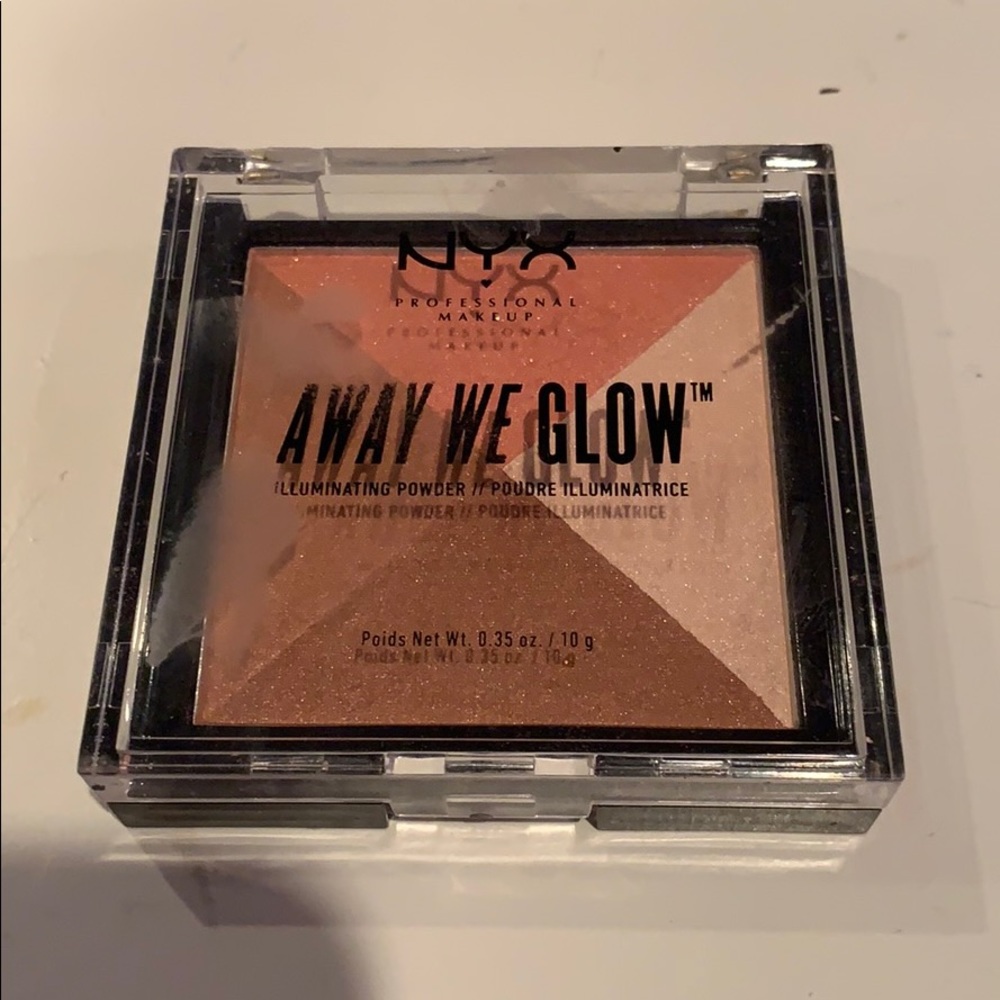 NYX
PROFESSIONAL
MAKEUP
AWAY WE GLOW™
ILLUMINATING POWDER // POUDRE ILLUMINATRICE
Poids Net Wt. 0.35 oz. / 10 g